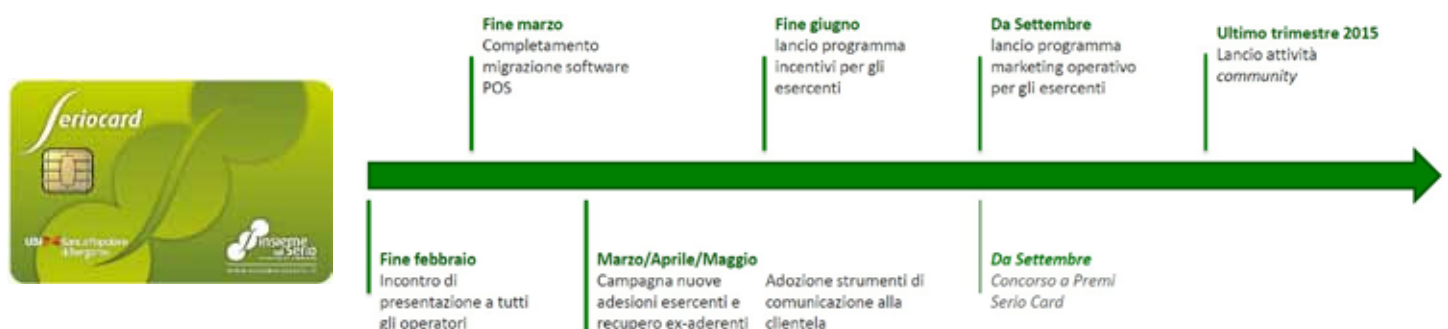 Seriocard
UBI Banca Popolare
di Bergamo
insieme
sul Serio
Fine marzo
Completamento
migrazione software
POS
Fine giugno
lancio programma
incentivi per gli
esercenti
Da Settembre
lancio programma
marketing operativo
per gli esercenti
Ultimo trimestre 2015
Lancio attività
community
Fine febbraio
Incontro di
presentazione a tutti
gli operatori
Marzo/Aprile/Maggio
Campagna nuove
adesioni esercenti e
recupero ex-aderenti
Adozione strumenti di
comunicazione alla
clientela
Da Settembre
Concorso a Premi
Serio Card